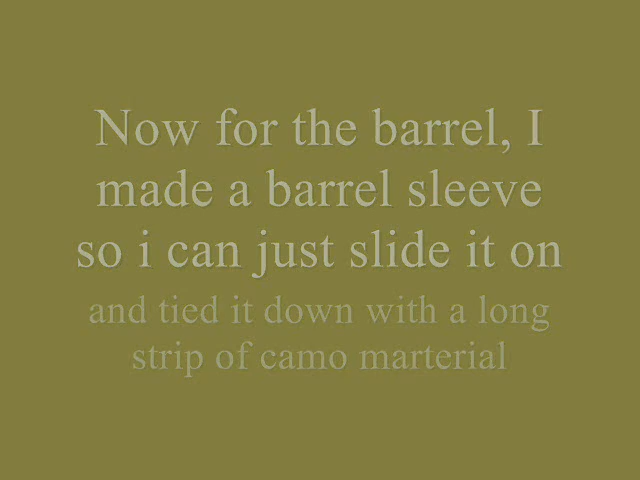 Now for the barrel, I
made a barrel sleeve
so i can just slide it on
and tied it down with a long
strip of camo marterial